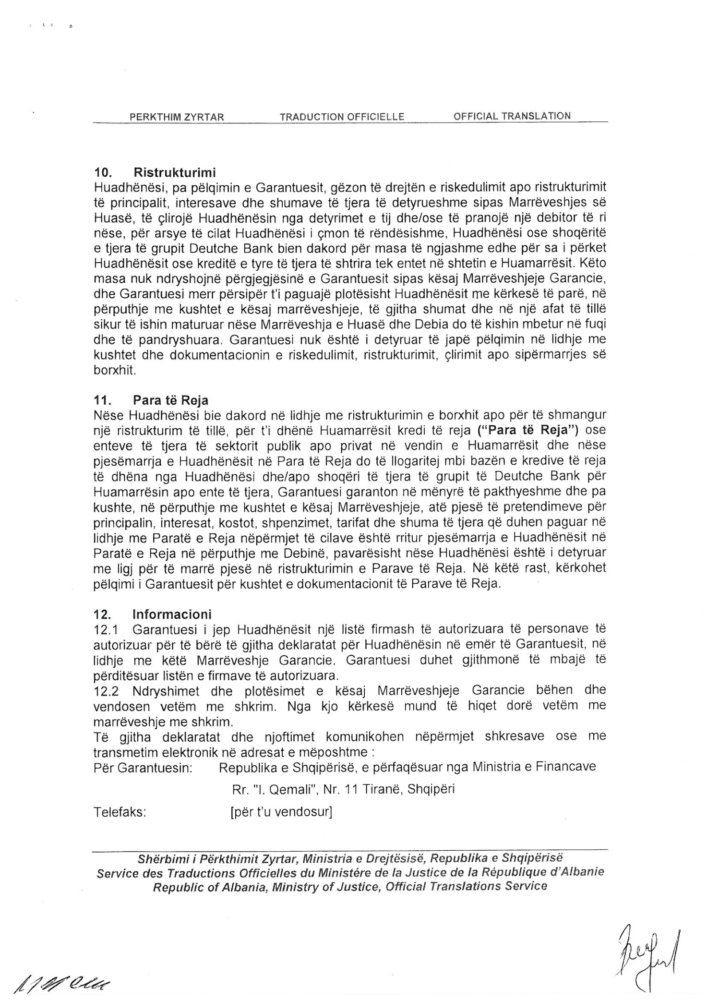 PERKTHIM ZYRTAR TRADUCTION OFFICIELLE OFFICIAL TRANSLATION
10. Ristrukturimi
Huadhënësi, pa pëlqimin e Garantuesit, gëzon të drejtën e riskedulimit apo ristrukturimit
të principalit, interesave dhe shumave të tjera të detyrueshme sipas Marrëveshjes së
Huasë, të çlirojë Huadhënësin nga detyrimet e tij dhe/ose të pranojë një debitor të ri
nëse, për arsye të cilat Huadhënësi i çmon të rëndësishme, Huadhënësi ose shoqëritë
e tjera të grupit Deutche Bank bien dakord për masa të ngjashme edhe për sa i përket
Huadhënësit ose kreditë e tyre të tjera të shtrira tek entet në shtetin e Huamarrësit. Këto
masa nuk ndryshojnë përgjegjësinë e Garantuesit sipas kësaj Marrëveshjeje Garancie,
dhe Garantuesi merr përsipër t'i paguajë plotësisht Huadhënësit me kërkesë të parë, në
përputhje me kushtet e kësaj marrëveshjeje, të gjitha shumat dhe në një afat të tillë
sikur të ishin maturuar nëse Marrëveshja e Huasë dhe Debia do të kishin mbetur në fuqi
dhe të pandryshuara. Garantuesi nuk është i detyruar të japë pëlqimin në lidhje me
kushtet dhe dokumentacionin e riskedulimit, ristrukturimit, çlirimit apo sipërmarrjes së
borxhit.
11. Para të Reja
Nëse Huadhënësi bie dakord në lidhje me ristrukturimin e borxhit apo për të shmangur
një ristrukturim të tillë, për t'i dhënë Huamarrësit kredi të reja (“Para të Reja”) ose
enteve të tjera të sektorit publik apo privat në vendin e Huamarrësit dhe nëse
pjesëmarrja e Huadhënësit në Para të Reja do të llogaritej mbi bazën e kredive të reja
të dhëna nga Huadhënësi dhe/apo shoqëri të tjera të grupit të Deutche Bank për
Huamarrësin apo ente të tjera, Garantuesi garanton në mënyrë të pakthyeshme dhe pa
kushte, në përputhje me kushtet e kësaj Marrëveshjeje, atë pjesë të pretendimeve për
principalin, interesat, kostot, shpenzimet, tarifat dhe shuma të tjera që duhen paguar në
lidhje me Paratë e Reja nëpërmjet të cilave është rritur pjesëmarrja e Huadhënësit në
Paratë e Reja në përputhje me Debinë, pavarësisht nëse Huadhënësi është i detyruar
me ligj për të marrë pjesë në ristrukturimin e Parave të Reja. Në këtë rast, kërkohet
pëlqimi i Garantuesit për kushtet e dokumentacionit të Parave të Reja.
12. Informacioni
12.1 Garantuesi i jep Huadhënësit një listë firmash të autorizuara të personave të
autorizuar për të bërë të gjitha deklaratat për Huadhënësin në emër të Garantuesit, në
lidhje me këtë Marrëveshje Garancie. Garantuesi duhet gjithmonë të mbajë të
përditësuar listën e firmave të autorizuara.
12.2 Ndryshimet dhe plotësimet e kësaj Marrëveshjeje Garancie bëhen dhe
vendosen vetëm me shkrim. Nga kjo kërkesë mund të hiqet dorë vetëm me
marrëveshje me shkrim.
Të gjitha deklaratat dhe njoftimet komunikohen nëpërmjet shkresave ose me
transmetim elektronik në adresat e mëposhtme :
Për Garantuesin: Republika e Shqipërisë, e përfaqësuar nga Ministria e Financave
Rr. "I. Qemali", Nr. 11 Tiranë, Shqipëri
Telefaks: [për t'u vendosur]
Shërbimi i Përkthimit Zyrtar, Ministria e Drejtësisë, Republika e Shqipërisë
Service des Traductions Officielles du Ministére de la Justice de la République d'Albanie
Republic of Albania, Ministry of Justice, Official Translations Service